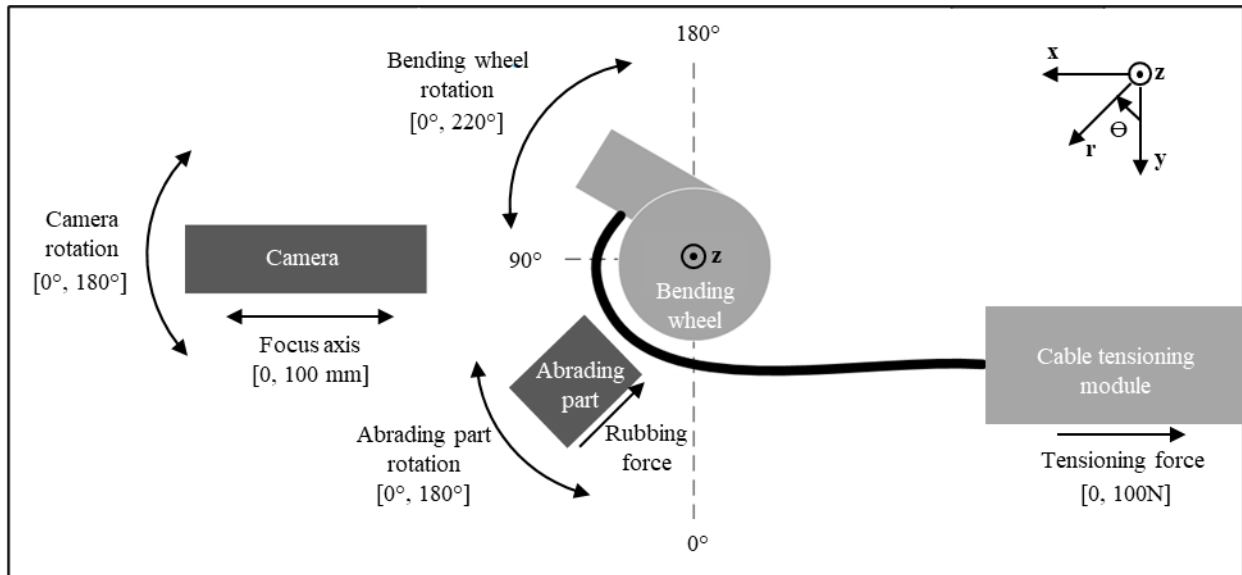 180°
Bending wheel
rotation
[0°, 220°]
x
z
Ɵ
r
y
Camera
rotation
[0°, 180°]
Camera
90°
z
Bending
wheel
Focus axis
[0, 100 mm]
Abrading
part
Cable tensioning
module
Abrading part
rotation
[0°, 180°]
Rubbing
force
Tensioning force
[0, 100N]
0°